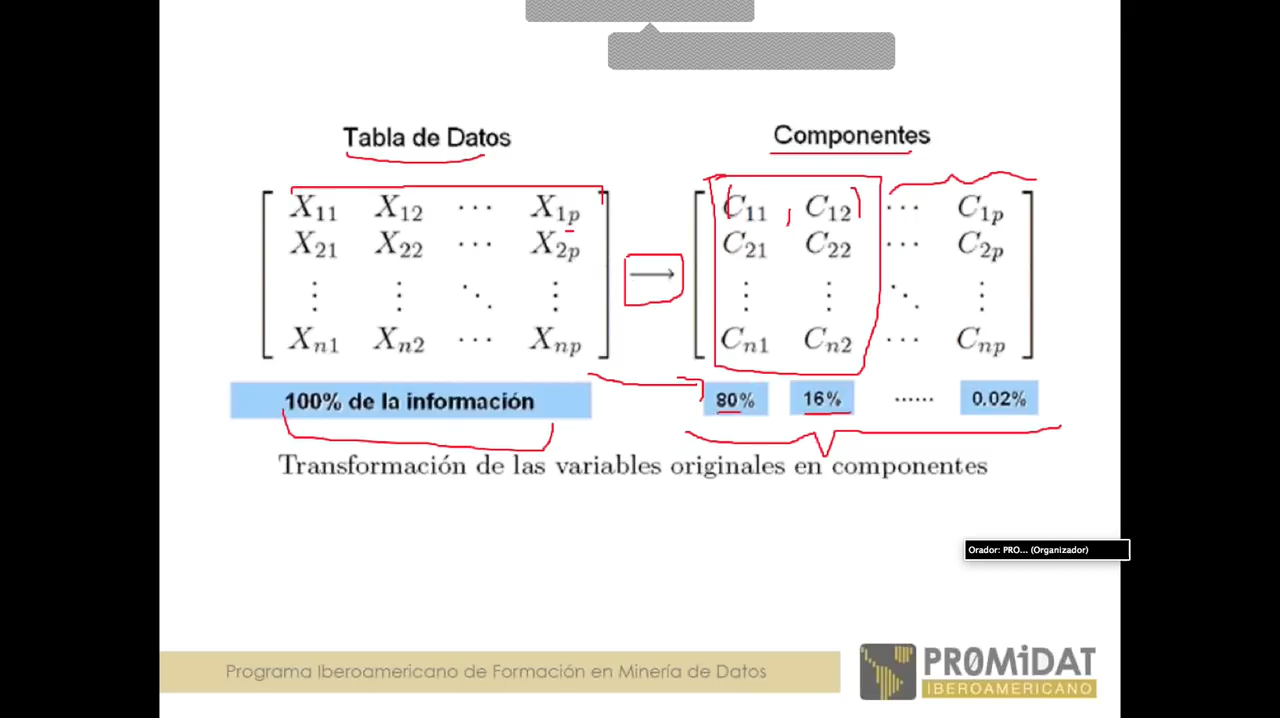 Tabla de Datos
Componentes
X11 X12 ⋯ X1p
X21 X22 ⋯ X2p
⋮ ⋮ ⋱ ⋮
Xn1 Xn2 ⋯ Xnp
→
C11 , C12 ⋯ C1p
C21 C22 ⋯ C2p
⋮ ⋮ ⋱ ⋮
Cn1 Cn2 ⋯ Cnp
100% de la información
80% 16% ...... 0.02%
Transformación de las variables originales en componentes
Orador: PRO... (Organizador)
Programa Iberoamericano de Formación en Minería de Datos
PR0MiDAT
IBEROAMERICANO